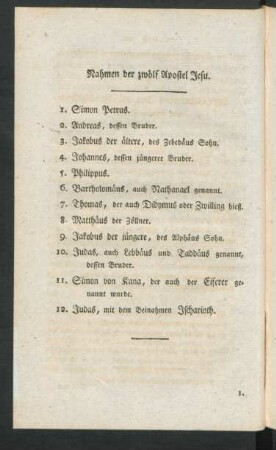 Nahmen der zwölf Apostel Jesu.
1. Simon Petrus.
2. Andreas, dessen Bruder.
3. Jakobus der ältere, des Zebedäus Sohn.
4. Johannes, dessen jüngerer Bruder.
5. Philippus.
6. Bartholomäus, auch Nathanael genannt.
7. Thomas, der auch Didymus oder Zwilling hieß.
8. Matthäus der Zöllner.
9. Jakobus der jüngere, des Alphäus Sohn.
10. Judas, auch Lebbäus und Taddäus genannt,
dessen Bruder.
11. Simon von Kana, der auch der Eiferer ge-
nannt wurde.
12. Judas, mit dem Beinahmen Ischarioth.
1.